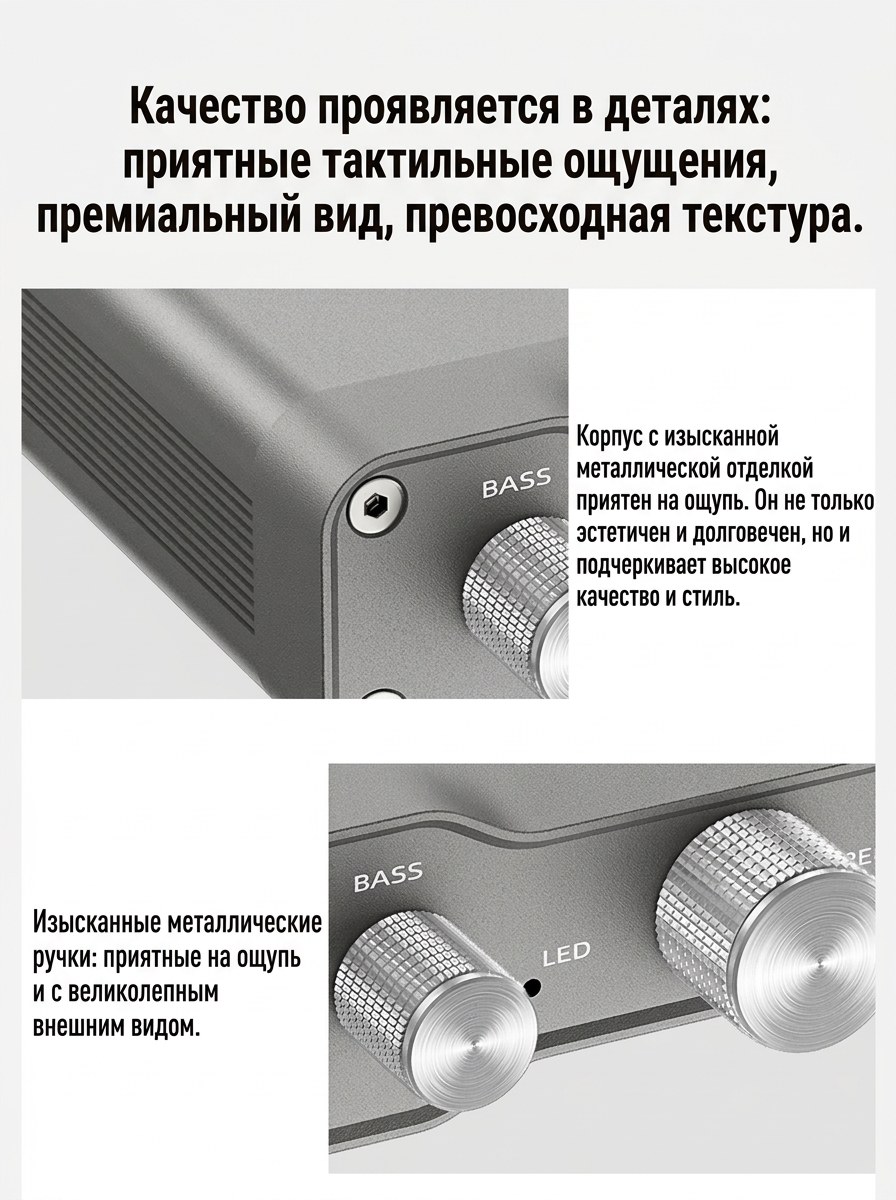 Качество проявляется в деталях:
приятные тактильные ощущения,
премиальный вид, превосходная текстура.
BASS
Корпус с изысканной
металлической отделкой
приятен на ощупь. Он не только
эстетичен и долговечен, но и
подчеркивает высокое
качество и стиль.
BASS
LED
Изысканные металлические
ручки: приятные на ощупь
и с великолепным
внешним видом.